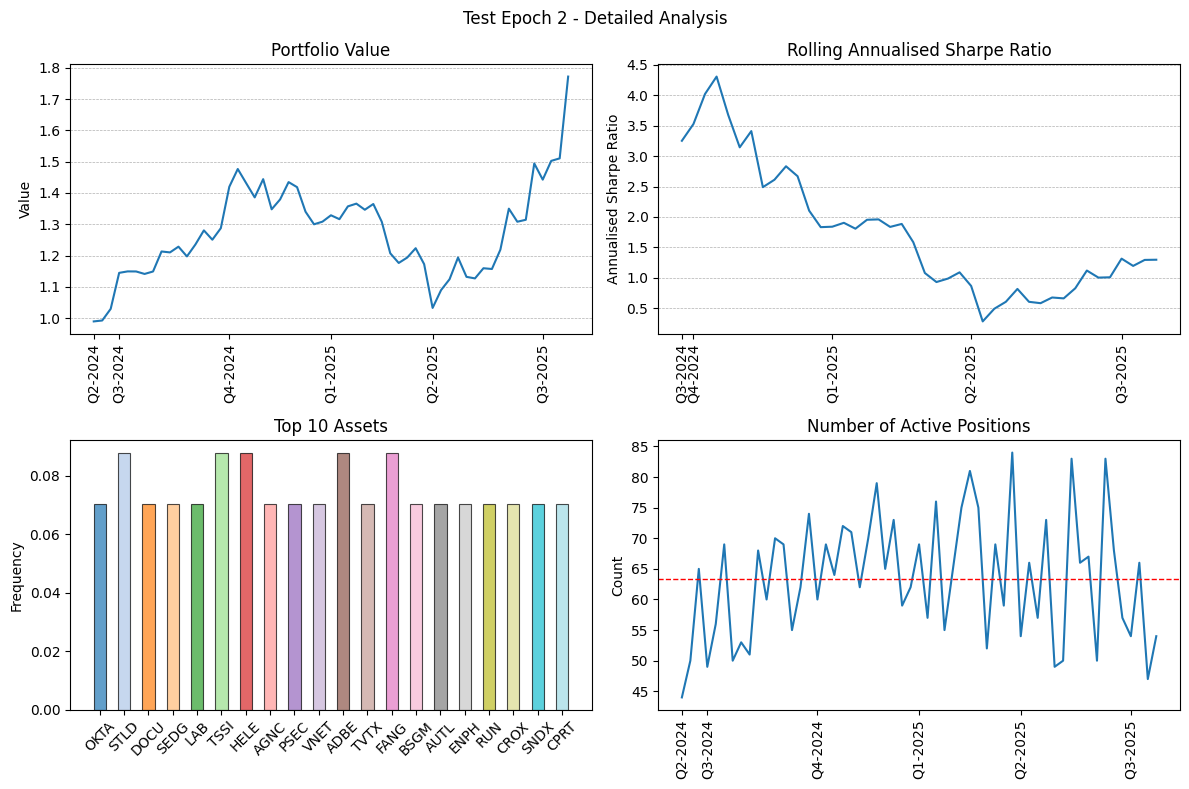 Test Epoch 2 - Detailed Analysis
Portfolio Value
Value
1.8
1.7
1.6
1.5
1.4
1.3
1.2
1.1
1.0
Q2-2024
Q3-2024
Q4-2024
Q1-2025
Q2-2025
Q3-2025
Rolling Annualised Sharpe Ratio
Annualised Sharpe Ratio
4.5
4.0
3.5
3.0
2.5
2.0
1.5
1.0
0.5
Q3-2024
Q4-2024
Q1-2025
Q2-2025
Q3-2025
Top 10 Assets
Frequency
0.08
0.06
0.04
0.02
0.00
OKTA
STLD
DOCU
SEDG
LAB
TSSI
HELE
AGNC
PSEC
VNET
ADBE
TVTX
FANG
BSGM
AUTL
ENPH
RUN
CROX
SNDX
CPRT
Number of Active Positions
Count
85
80
75
70
65
60
55
50
45
Q2-2024
Q3-2024
Q4-2024
Q1-2025
Q2-2025
Q3-2025